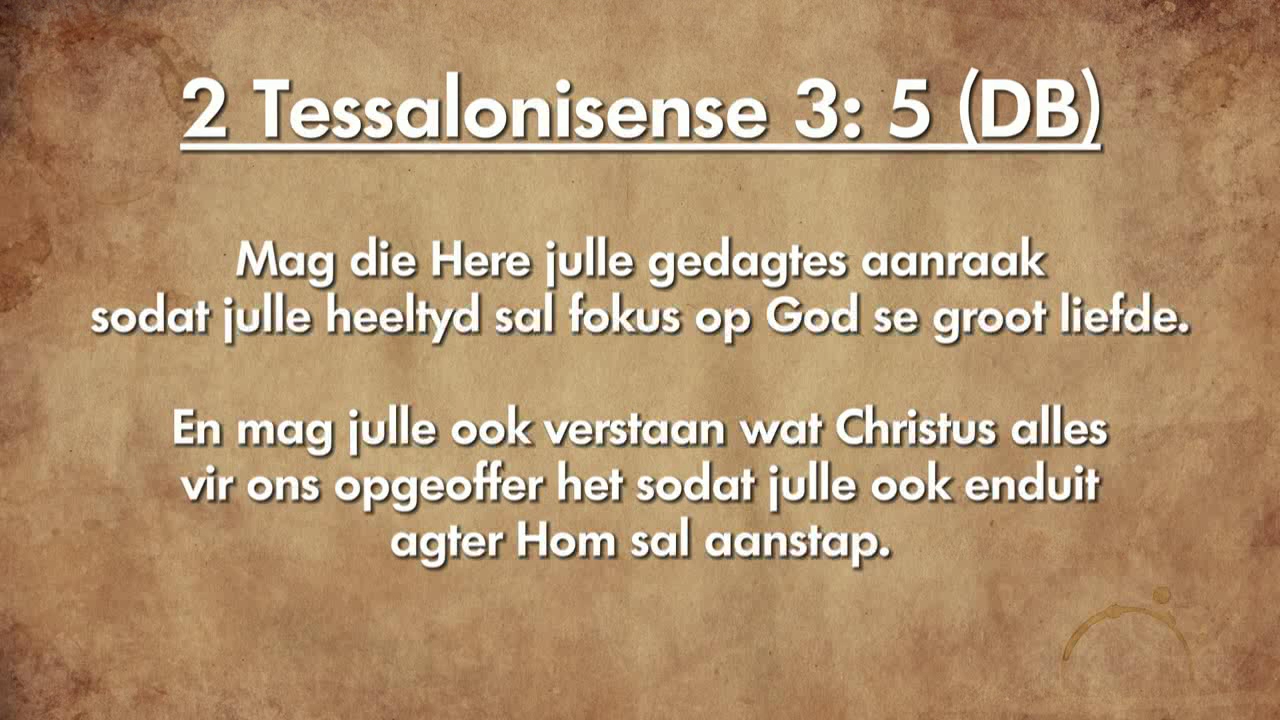 2 Tessalonisense 3: 5 (DB)
Mag die Here julle gedagtes aanraak
sodat julle heeltyd sal fokus op God se groot liefde.
En mag julle ook verstaan wat Christus alles
vir ons opgeoffer het sodat julle ook enduit
agter Hom sal aanstap.